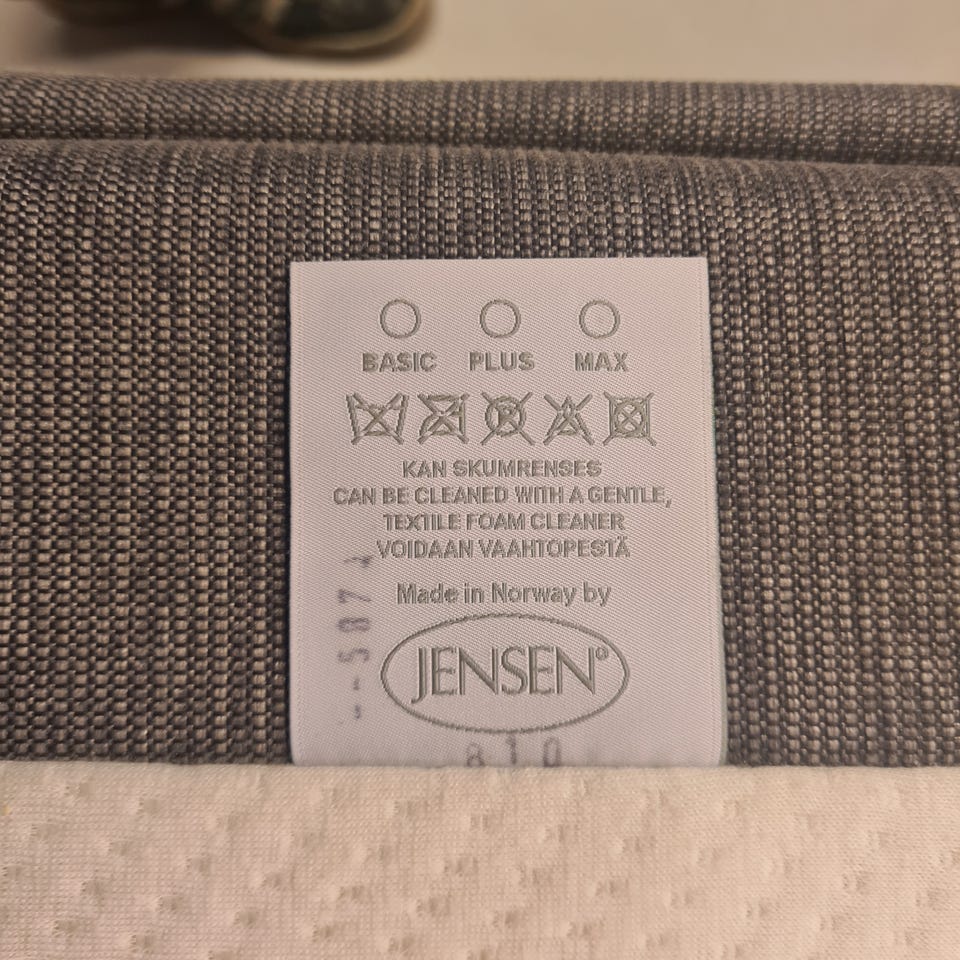 BASIC PLUS MAX
KAN SKUMRENSES
CAN BE CLEANED WITH A GENTLE,
TEXTILE FOAM CLEANER
VOIDAAN VAAHTOPESTÄ
Made in Norway by
JENSEN®
810